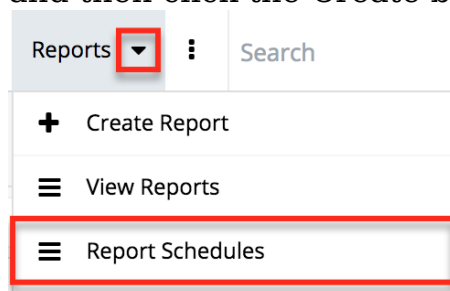 and then click the Create b
Reports Search
Create Report
View Reports
Report Schedules